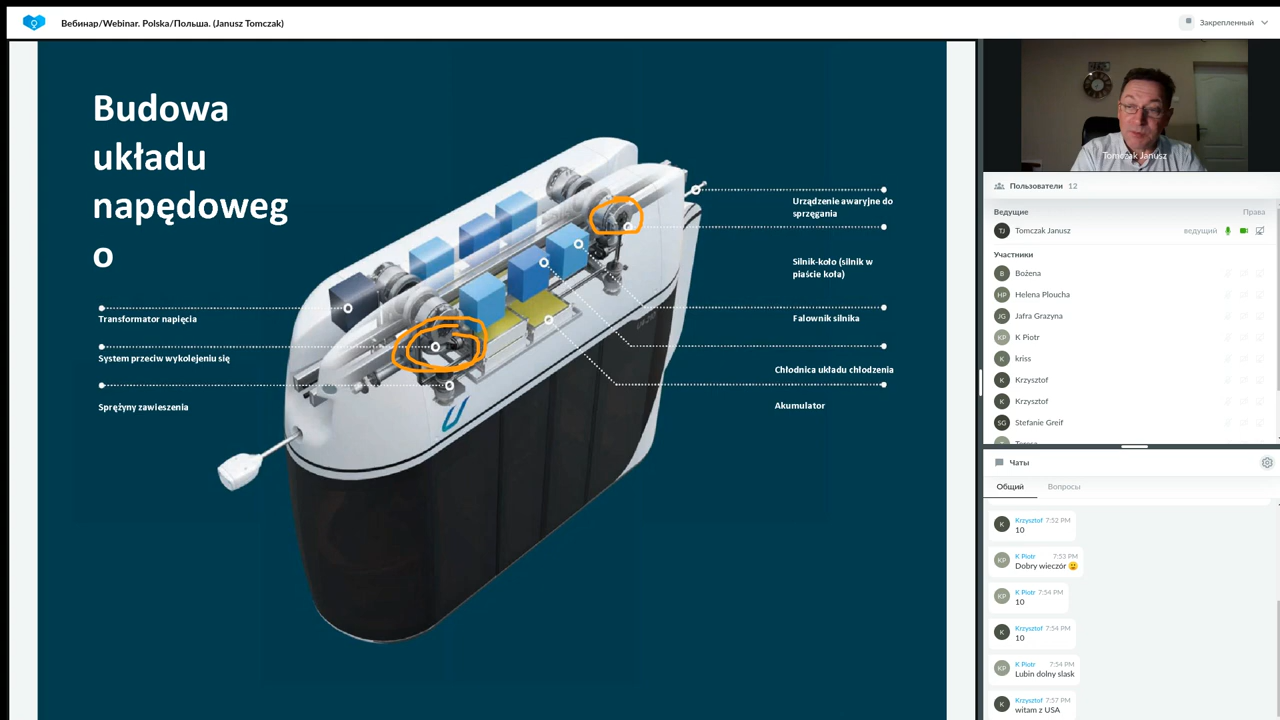 Вебинар/Webinar. Polska/Польша. (Janusz Tomczak)
Закрепленный
Budowa
układu
napędoweg
o
Urządzenie awaryjne do
sprzęgania
Silnik-koło (silnik w
piaście koła)
Falownik silnika
Chłodnica układu chłodzenia
Akumulator
Transformator napięcia
System przeciw wykolejeniu się
Sprężyny zawieszenia
Tomczak Janusz
Пользователи 12
Ведущие Права
TJ Tomczak Janusz ведущий
Участники
B Bożena
HP Helena Ploucha
JG Jafra Grazyna
KP K Piotr
K kriss
K Krzysztof
K Krzysztof
SG Stefanie Greif
Чаты
Общий Вопросы
K Krzysztof 7:52 PM
10
KP K Piotr 7:53 PM
Dobry wieczór 🙂
KP K Piotr 7:54 PM
10
K Krzysztof 7:54 PM
10
KP K Piotr 7:54 PM
Lubin dolny slask
K Krzysztof 7:57 PM
witam z USA